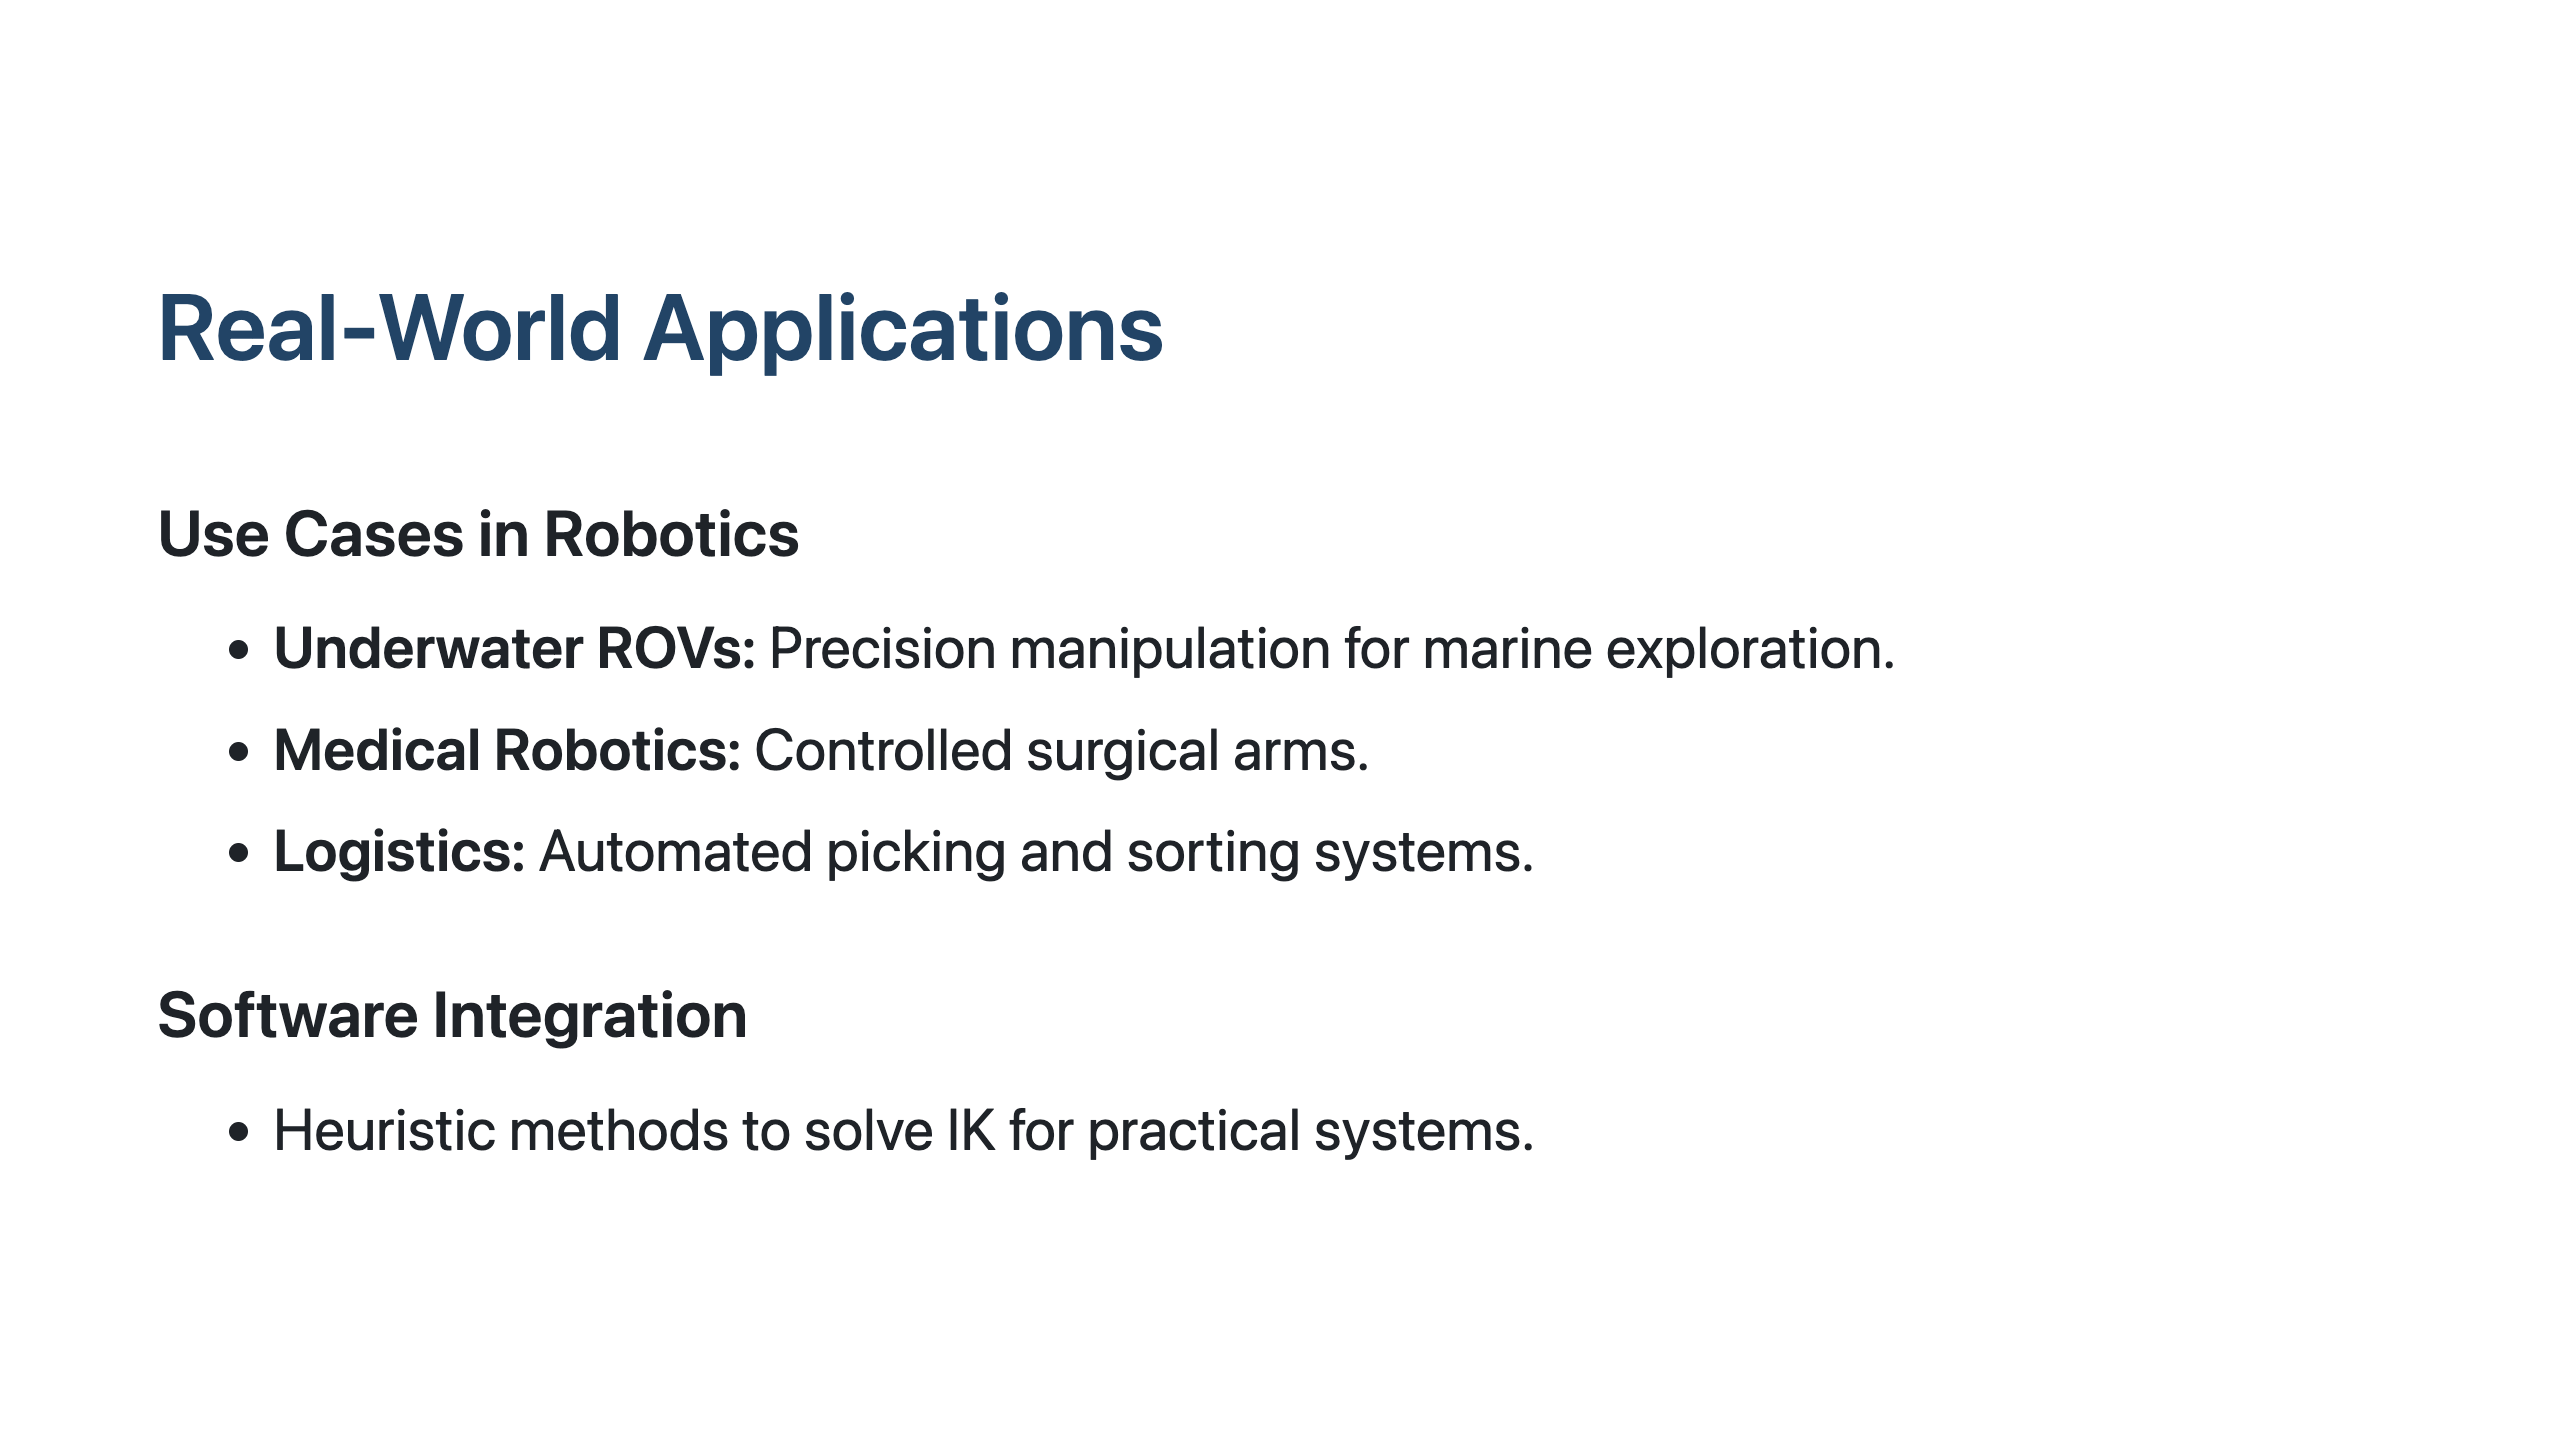 Real-World Applications
Use Cases in Robotics
• Underwater ROVs: Precision manipulation for marine exploration.
• Medical Robotics: Controlled surgical arms.
• Logistics: Automated picking and sorting systems.
Software Integration
• Heuristic methods to solve IK for practical systems.